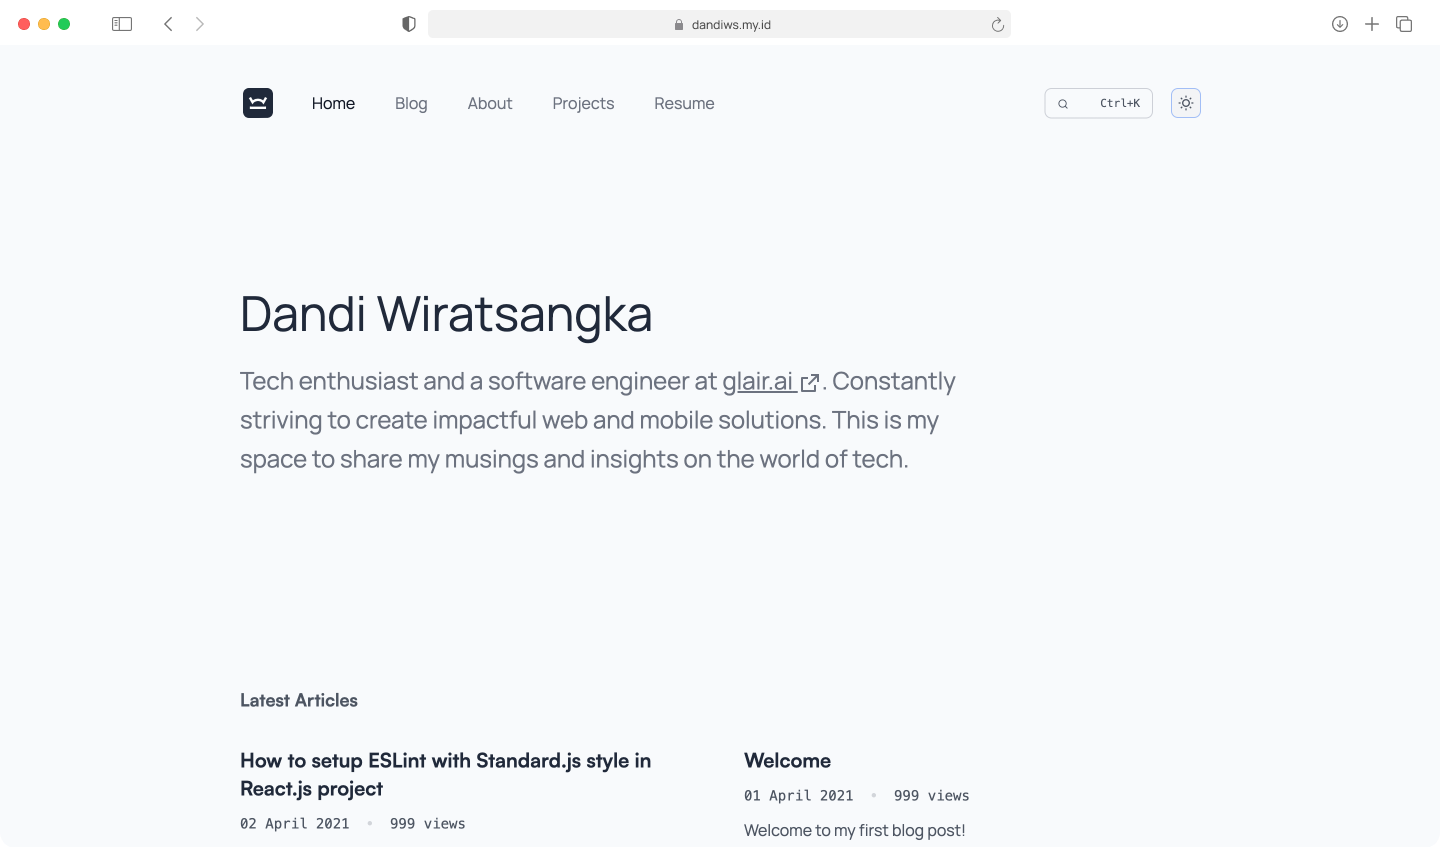 dandiws.my.id
Home Blog About Projects Resume Ctrl+K
Dandi Wiratsangka
Tech enthusiast and a software engineer at glair.ai . Constantly
striving to create impactful web and mobile solutions. This is my
space to share my musings and insights on the world of tech.
Latest Articles
How to setup ESLint with Standard.js style in
React.js project
02 April 2021 • 999 views
Welcome
01 April 2021 • 999 views
Welcome to my first blog post!